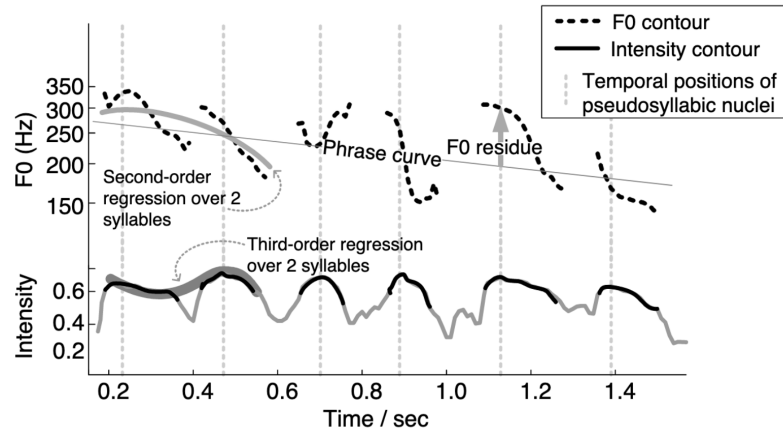 F0 contour
Intensity contour
Temporal positions of
pseudosyllabic nuclei
F0 (Hz)
350
300
250
200
150
Phrase curve
F0 residue
Second-order
regression over 2
syllables
Third-order regression
over 2 syllables
Intensity
0.6
0.4
0.2
0.2
0.4
0.6
0.8
1.0
1.2
1.4
Time / sec